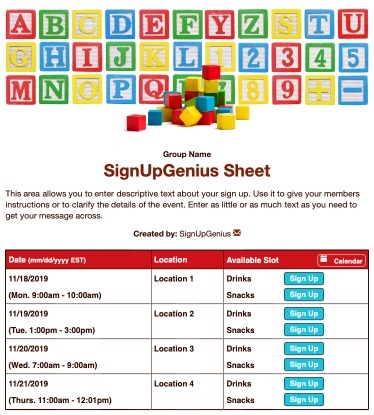 A B C D E F Y Z S T U
G H I J K L 1 2 3 4 5
M N O P Q 8 9 + −
Group Name
SignUpGenius Sheet
This area allows you to enter descriptive text about your sign up. Use it to give your members
instructions or to clarify the details of the event. Enter as little or as much text as you need to
get your message across.
Created by: SignUpGenius
Date (mm/dd/yyyy EST) Location Available Slot Calendar
11/18/2019 Location 1 Drinks Sign Up
(Mon. 9:00am - 10:00am) Snacks Sign Up
11/19/2019 Location 2 Drinks Sign Up
(Tue. 1:00pm - 3:00pm) Snacks Sign Up
11/20/2019 Location 3 Drinks Sign Up
(Wed. 7:00am - 9:00am) Snacks Sign Up
11/21/2019 Location 4 Drinks Sign Up
(Thurs. 11:00am - 12:01pm) Snacks Sign Up